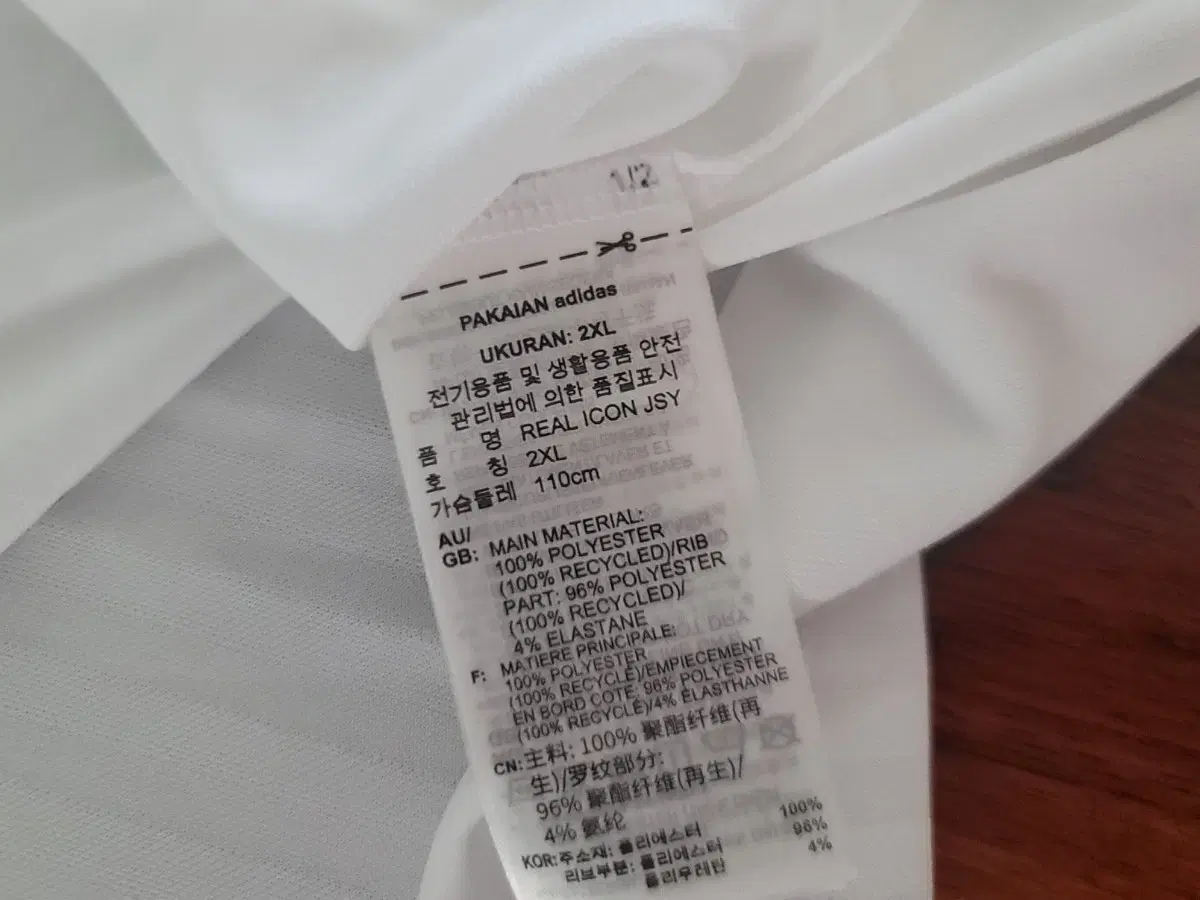 1/2
PAKAIAN adidas
UKURAN: 2XL
전기용품 및 생활용품 안전
관리법에 의한 품질표시
품 명 REAL ICON JSY
호 칭 2XL
가슴둘레 110cm
AU/
GB: MAIN MATERIAL:
100% POLYESTER
(100% RECYCLED)/RIB
PART: 96% POLYESTER
(100% RECYCLED)/
4% ELASTANE
F: MATIERE PRINCIPALE:
100% POLYESTER
(100% RECYCLÉ)/EMPIECEMENT
EN BORD COTE: 96% POLYESTER
(100% RECYCLÉ)/4% ÉLASTHANNE
CN: 主料: 100% 聚酯纤维(再
生)/罗纹部分:
96% 聚酯纤维(再生)/
4% 氨纶
KOR: 주소재: 폴리에스터 100%
리브부분: 폴리에스터 96%
폴리우레탄 4%